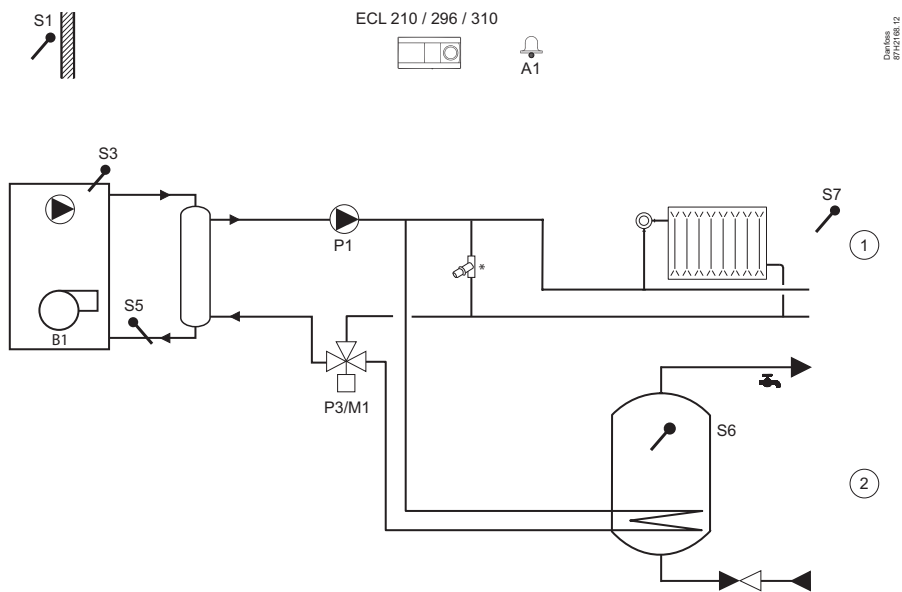 S1
ECL 210 / 296 / 310
A1
Danfoss
87H2168.12
S3
S7
P1
*
1
S5
B1
P3/M1
S6
2